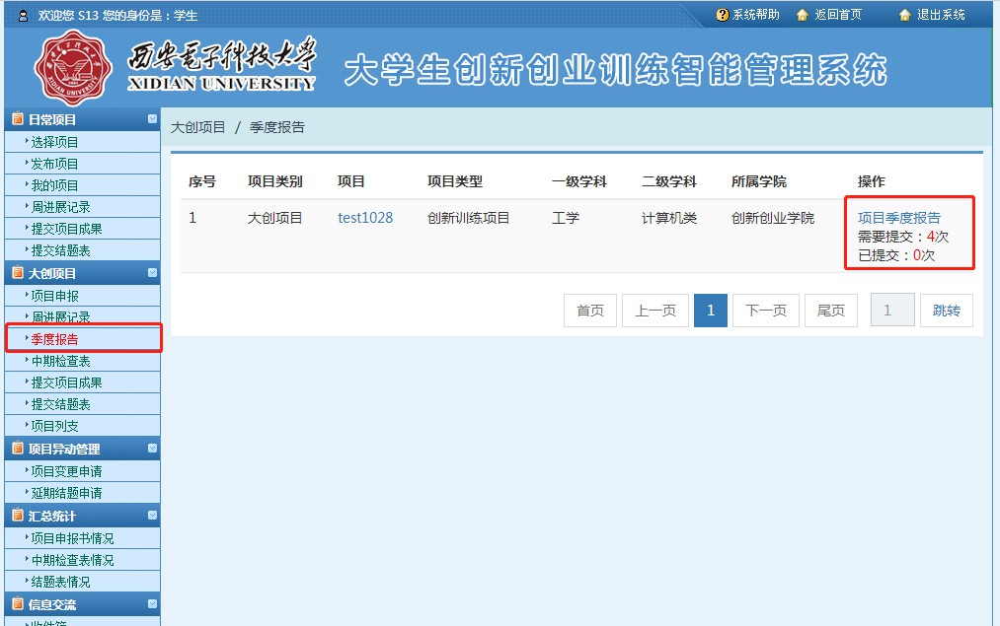 欢迎您 S13 您的身份是：学生
系统帮助 返回首页 退出系统
西安电子科技大学
XIDIAN UNIVERSITY
大学生创新创业训练智能管理系统
日常项目
选择项目
发布项目
我的项目
周进展记录
提交项目成果
提交结题表
大创项目
项目申报
周进展记录
季度报告
中期检查表
提交项目成果
提交结题表
项目列支
项目异动管理
项目变更申请
延期结题申请
汇总统计
项目申报书情况
中期检查表情况
结题表情况
信息交流
收件箱
大创项目 / 季度报告
序号 项目类别 项目 项目类型 一级学科 二级学科 所属学院 操作
1 大创项目 test1028 创新训练项目 工学 计算机类 创新创业学院 项目季度报告
需要提交：4次
已提交：0次
首页 上一页 1 下一页 尾页 1 跳转